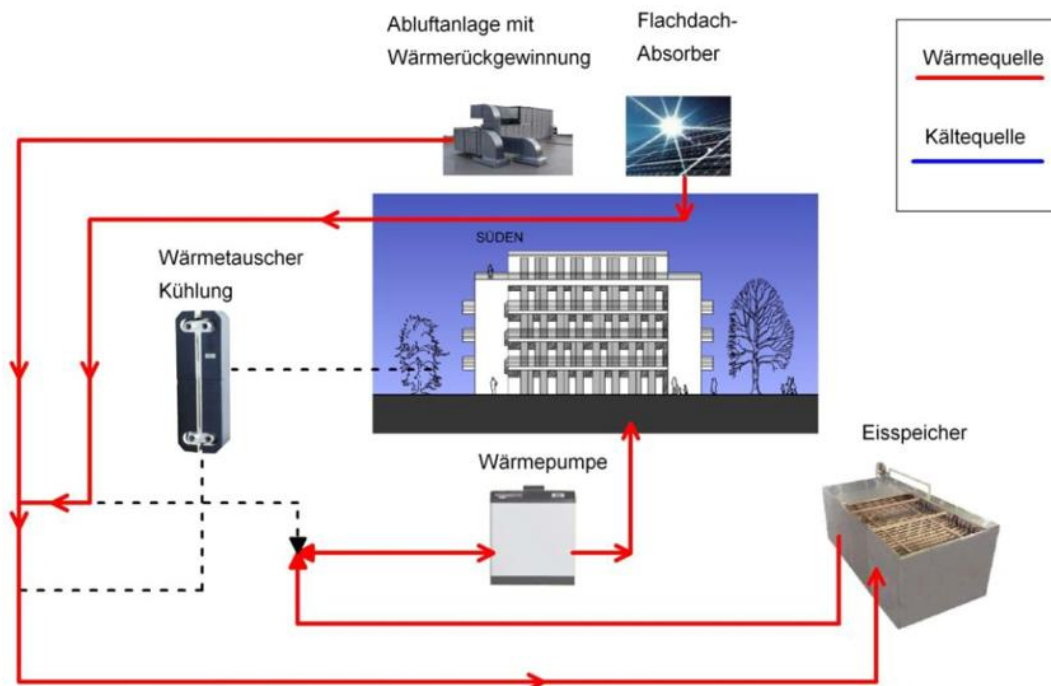 Abluftanlage mit
Wärmerückgewinnung
Flachdach-
Absorber
Wärmequelle
Kältequelle
SÜDEN
Wärmetauscher
Kühlung
Wärmepumpe
Eisspeicher